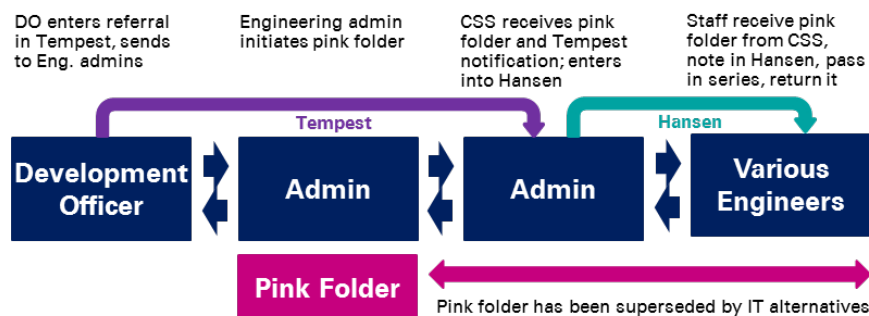 DO enters referral
in Tempest, sends
to Eng. admins
Engineering admin
initiates pink folder
CSS receives pink
folder and Tempest
notification; enters
into Hansen
Staff receive pink
folder from CSS,
note in Hansen, pass
in series, return it
Tempest
Hansen
Development
Officer
Admin
Admin
Various
Engineers
Pink Folder
Pink folder has been superseded by IT alternatives